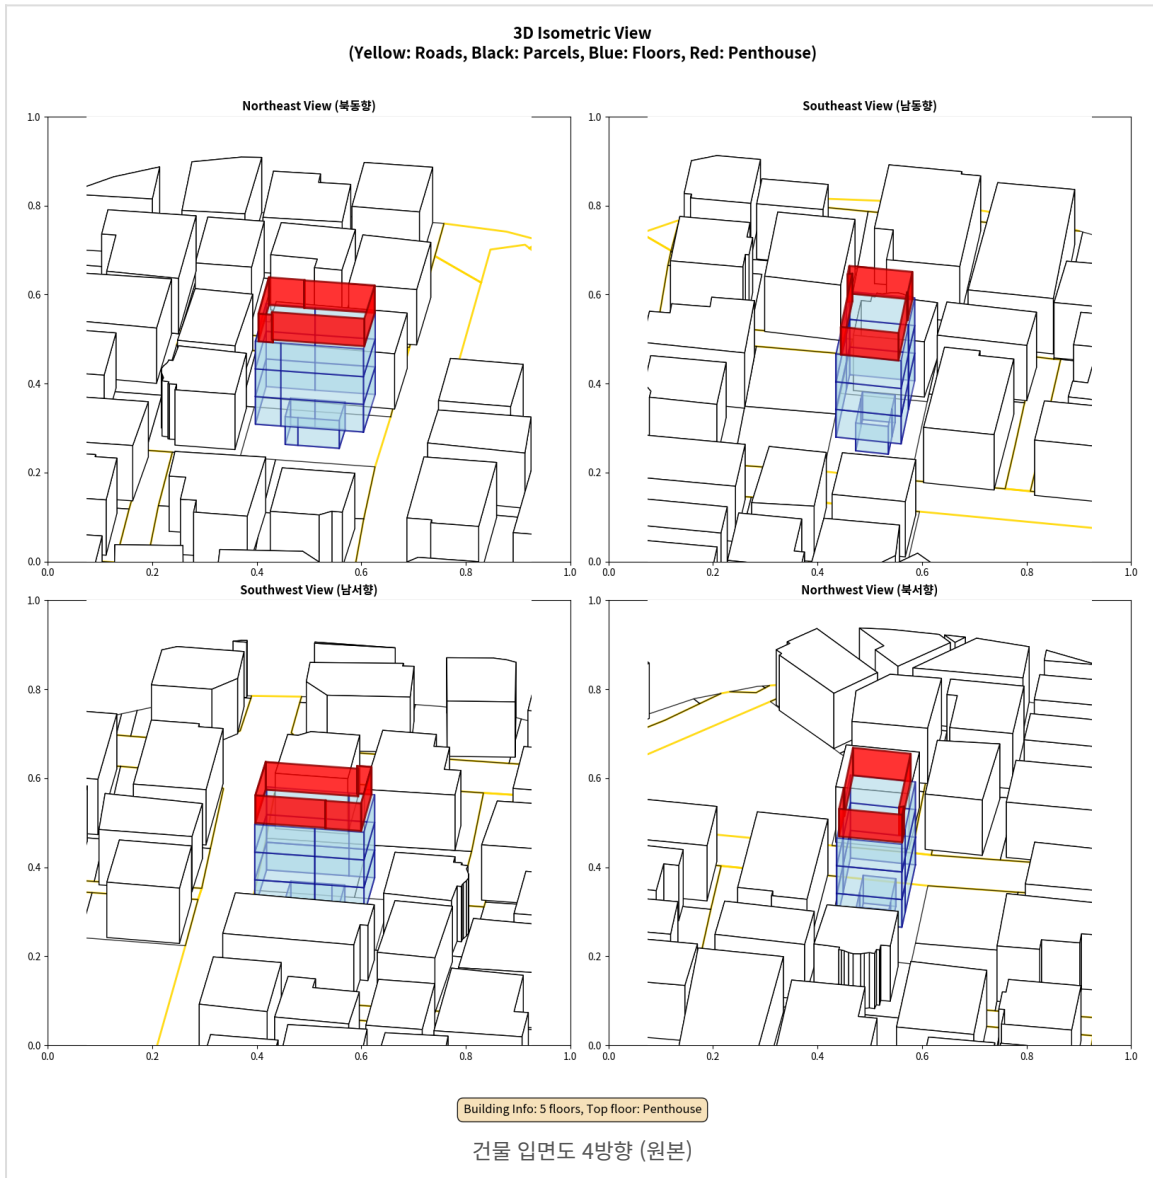 3D Isometric View
(Yellow: Roads, Black: Parcels, Blue: Floors, Red: Penthouse)
Northeast View (북동향)
1.0
0.8
0.6
0.4
0.2
0.0
0.0 0.2 0.4 0.6 0.8 1.0
Southeast View (남동향)
1.0
0.8
0.6
0.4
0.2
0.0
0.0 0.2 0.4 0.6 0.8 1.0
Southwest View (남서향)
1.0
0.8
0.6
0.4
0.2
0.0
0.0 0.2 0.4 0.6 0.8 1.0
Northwest View (북서향)
1.0
0.8
0.6
0.4
0.2
0.0
0.0 0.2 0.4 0.6 0.8 1.0
Building Info: 5 floors, Top floor: Penthouse
건물 입면도 4방향 (원본)